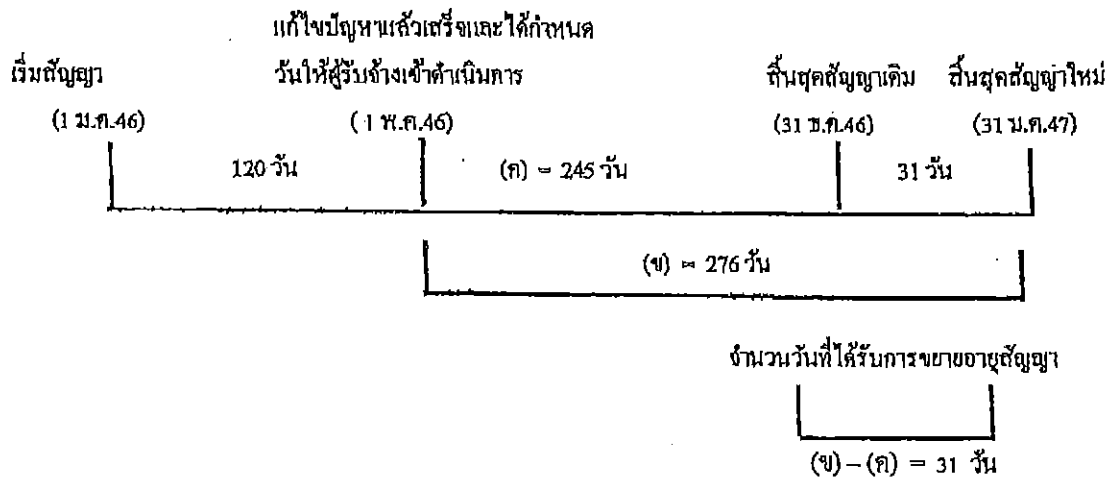 แก้ไขปัญหาแล้วเสร็จและได้กำหนด
เริ่มสัญญา วันให้ผู้รับจ้างเข้าดำเนินการ สิ้นสุดสัญญาเดิม สิ้นสุดสัญญาใหม่
(1 ม.ค.46) (1 พ.ค.46) (31 ธ.ค.46) (31 ม.ค.47)
120 วัน (ค) = 245 วัน 31 วัน
(ข) = 276 วัน
จำนวนวันที่ได้รับการขยายอายุสัญญา
(ข) – (ค) = 31 วัน